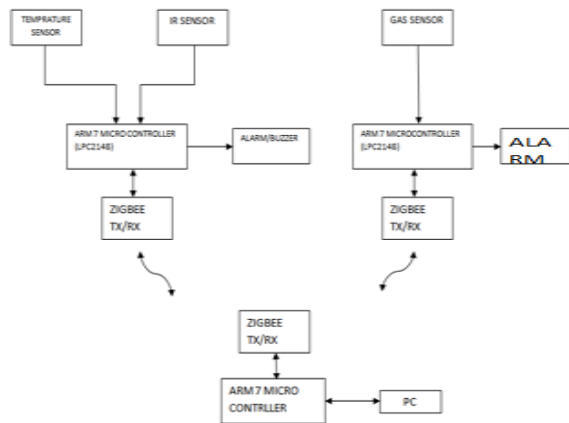 TEMPRATURE
SENSOR
IR SENSOR
GAS SENSOR
ARM 7 MICRO CONTROLLER
(LPC2148)
ALARM/BUZZER
ARM 7 MICROCONTROLLER
(LPC2148)
ALA
RM
ZIGBEE
TX/RX
ZIGBEE
TX/RX
ZIGBEE
TX/RX
ARM 7 MICRO
CONTRLLER
PC